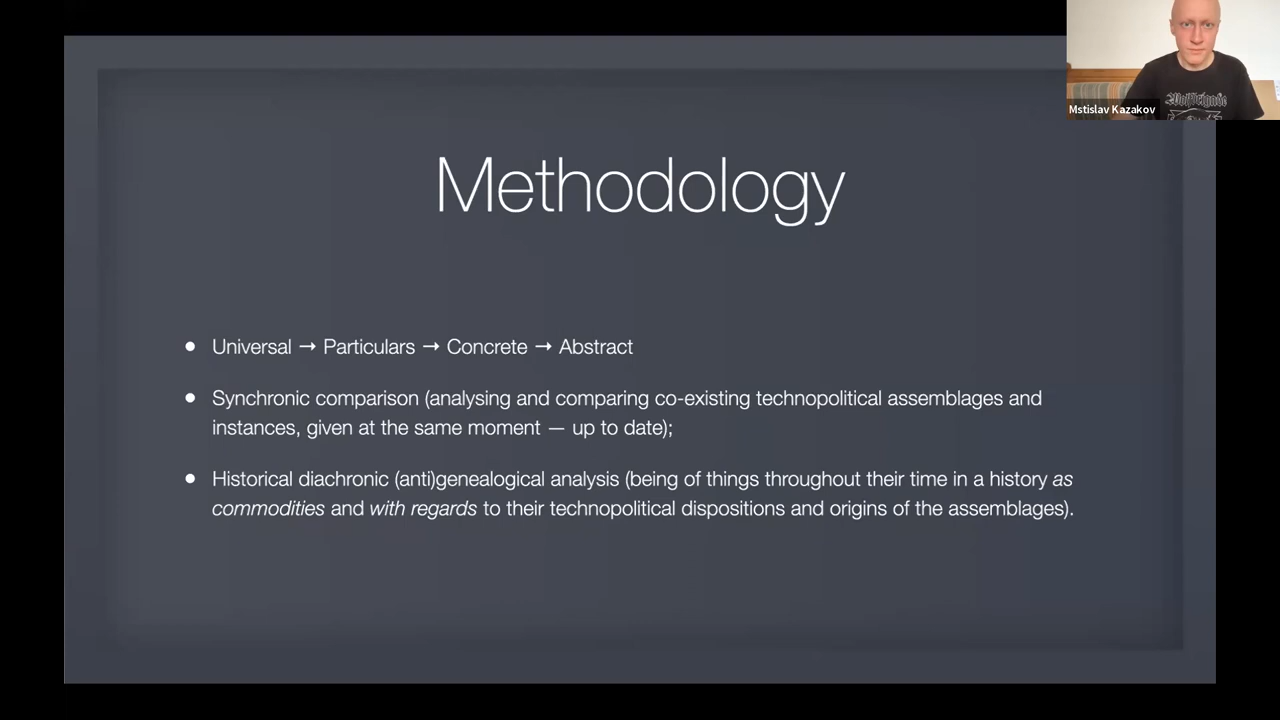 Mstislav Kazakov
Wolfbrigade
Methodology
• Universal → Particulars → Concrete → Abstract
• Synchronic comparison (analysing and comparing co-existing technopolitical assemblages and
instances, given at the same moment — up to date);
• Historical diachronic (anti)genealogical analysis (being of things throughout their time in a history as
commodities and with regards to their technopolitical dispositions and origins of the assemblages).